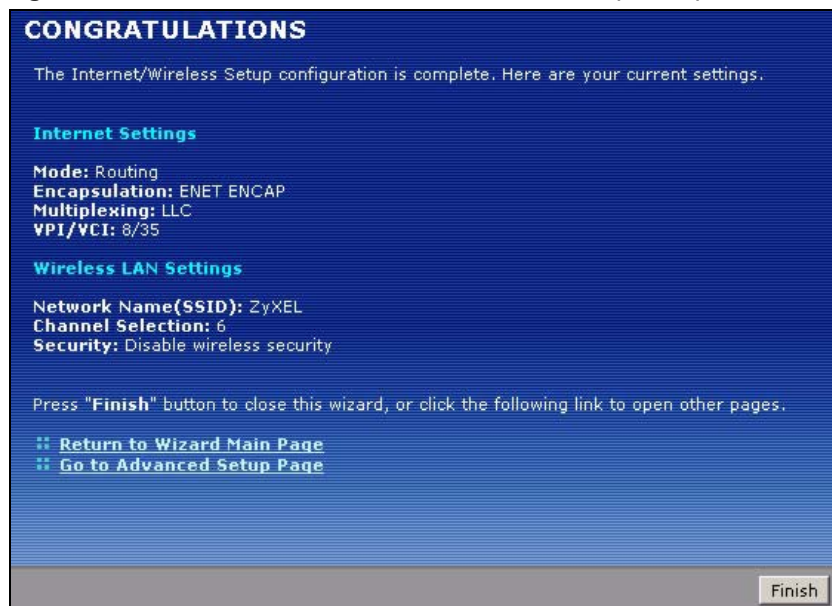 CONGRATULATIONS
The Internet/Wireless Setup configuration is complete. Here are your current settings.
Internet Settings
Mode: Routing
Encapsulation: ENET ENCAP
Multiplexing: LLC
VPI/VCI: 8/35
Wireless LAN Settings
Network Name(SSID): ZyXEL
Channel Selection: 6
Security: Disable wireless security
Press "Finish" button to close this wizard, or click the following link to open other pages.
Return to Wizard Main Page
Go to Advanced Setup Page
Finish